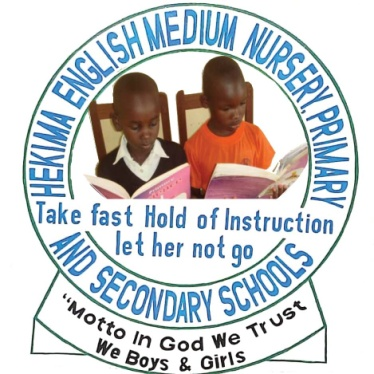 HEKIMA ENGLISH MEDIUM NURSERY, PRIMARY
Take fast Hold of Instruction
let her not go
AND SECONDARY SCHOOLS
"Motto In God We Trust
We Boys & Girls